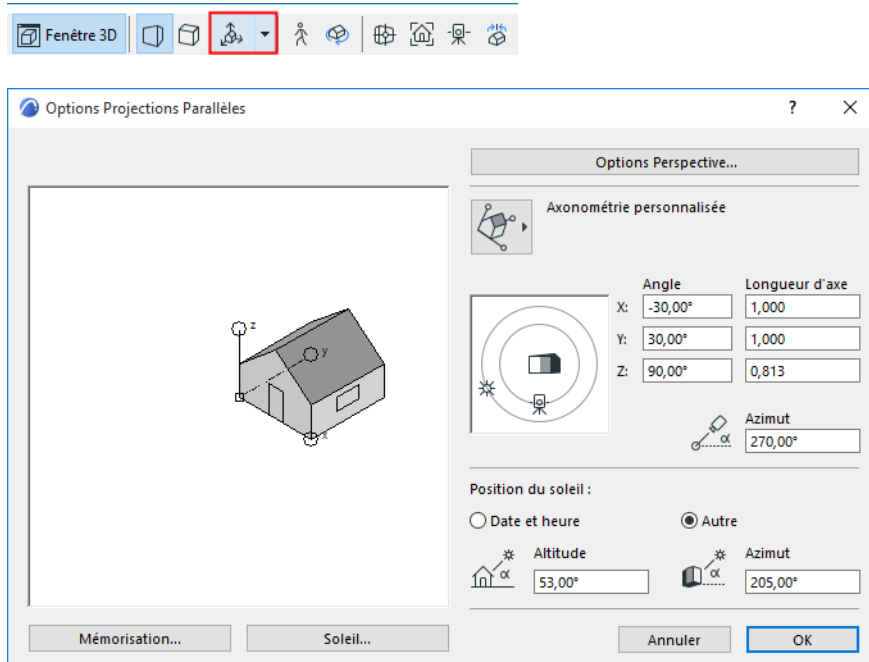 Fenêtre 3D
Options Projections Parallèles
?
Options Perspective...
Axonométrie personnalisée
Angle Longueur d'axe
X: -30,00° 1,000
Y: 30,00° 1,000
Z: 90,00° 0,813
z
y
x
Azimut
α 270,00°
Position du soleil :
Date et heure Autre
Altitude Azimut
α 53,00° α 205,00°
Mémorisation... Soleil... Annuler OK